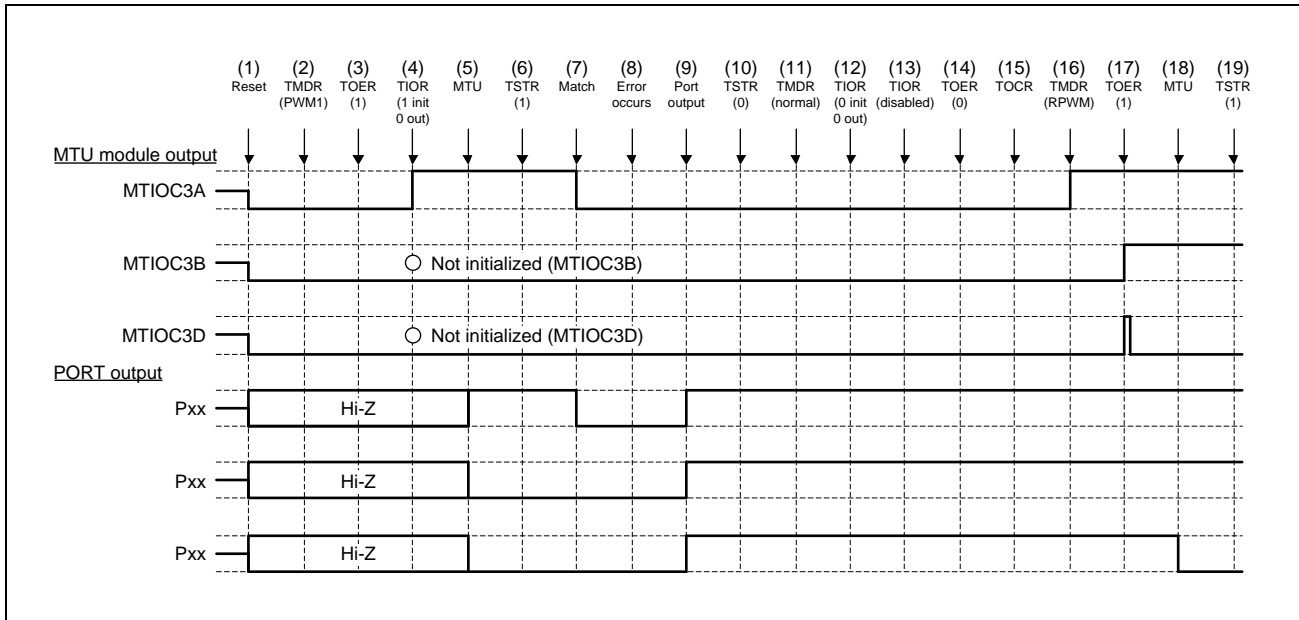 (1) (2) (3) (4) (5) (6) (7) (8) (9) (10) (11) (12) (13) (14) (15) (16) (17) (18) (19)
Reset TMDR TOER TIOR MTU TSTR Match Error Port TSTR TMDR TIOR TIOR TOER TOCR TMDR TOER MTU TSTR
(PWM1) (1) (1 init (1) occurs output (0) (normal) (0 init (disabled) (0) (RPWM) (1) (1)
0 out) 0 out)
MTU module output
MTIOC3A
MTIOC3B Not initialized (MTIOC3B)
MTIOC3D Not initialized (MTIOC3D)
PORT output
Pxx Hi-Z
Pxx Hi-Z
Pxx Hi-Z